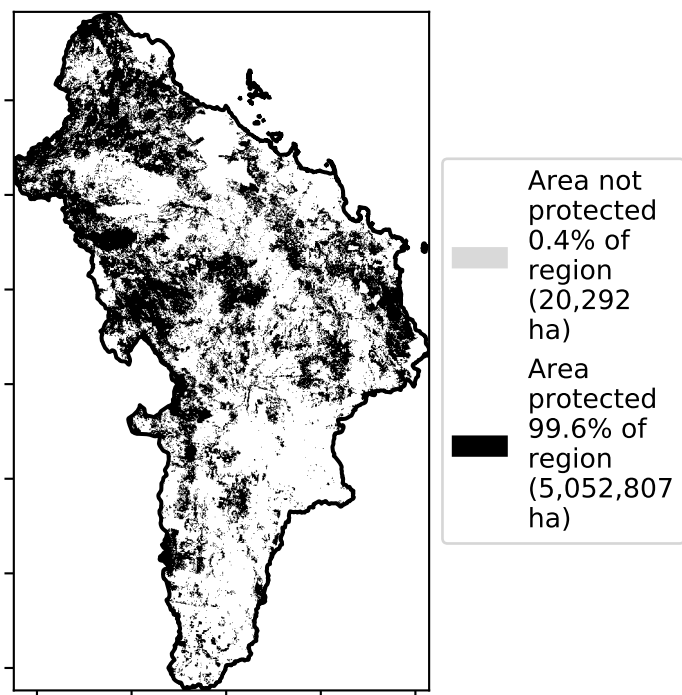 Area not
protected
0.4% of
region
(20,292
ha)
Area
protected
99.6% of
region
(5,052,807
ha)